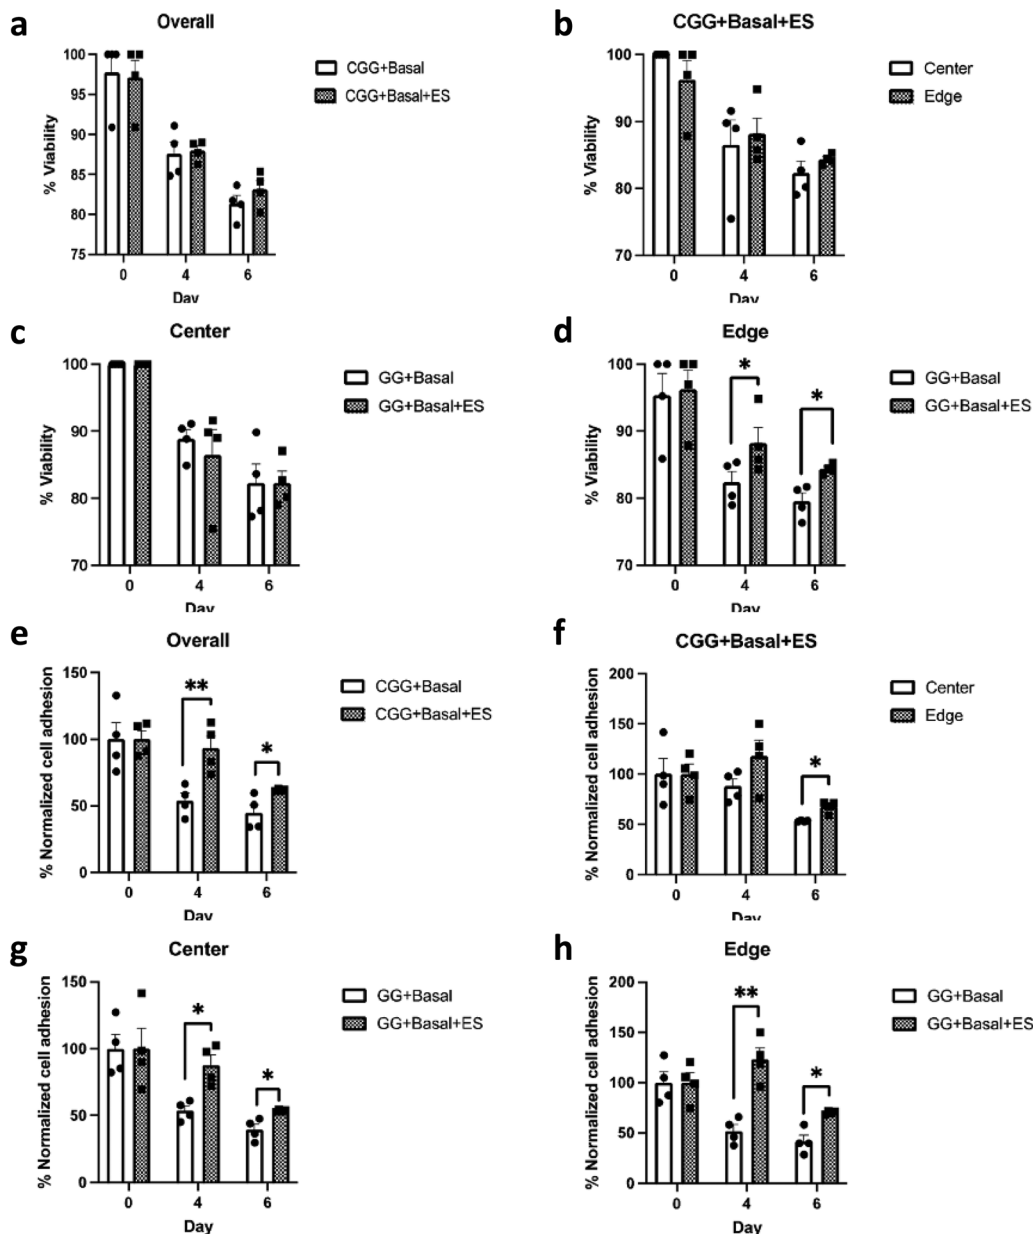 a
Overall
CGG+Basal
CGG+Basal+ES
% Viability
100
95
90
85
80
75
0
4
6
Day
b
CGG+Basal+ES
Center
Edge
% Viability
100
90
80
70
0
4
6
Day
c
Center
GG+Basal
GG+Basal+ES
% Viability
100
90
80
70
0
4
6
Day
d
Edge
GG+Basal
GG+Basal+ES
% Viability
100
90
80
70
*
*
0
4
6
Day
e
Overall
CGG+Basal
CGG+Basal+ES
% Normalized cell adhesion
150
100
50
0
**
*
0
4
6
Day
f
CGG+Basal+ES
Center
Edge
% Normalized cell adhesion
200
150
100
50
0
*
0
4
6
Day
g
Center
GG+Basal
GG+Basal+ES
% Normalized cell adhesion
150
100
50
0
*
*
0
4
6
Day
h
Edge
GG+Basal
GG+Basal+ES
% Normalized cell adhesion
200
150
100
50
0
**
*
0
4
6
Day